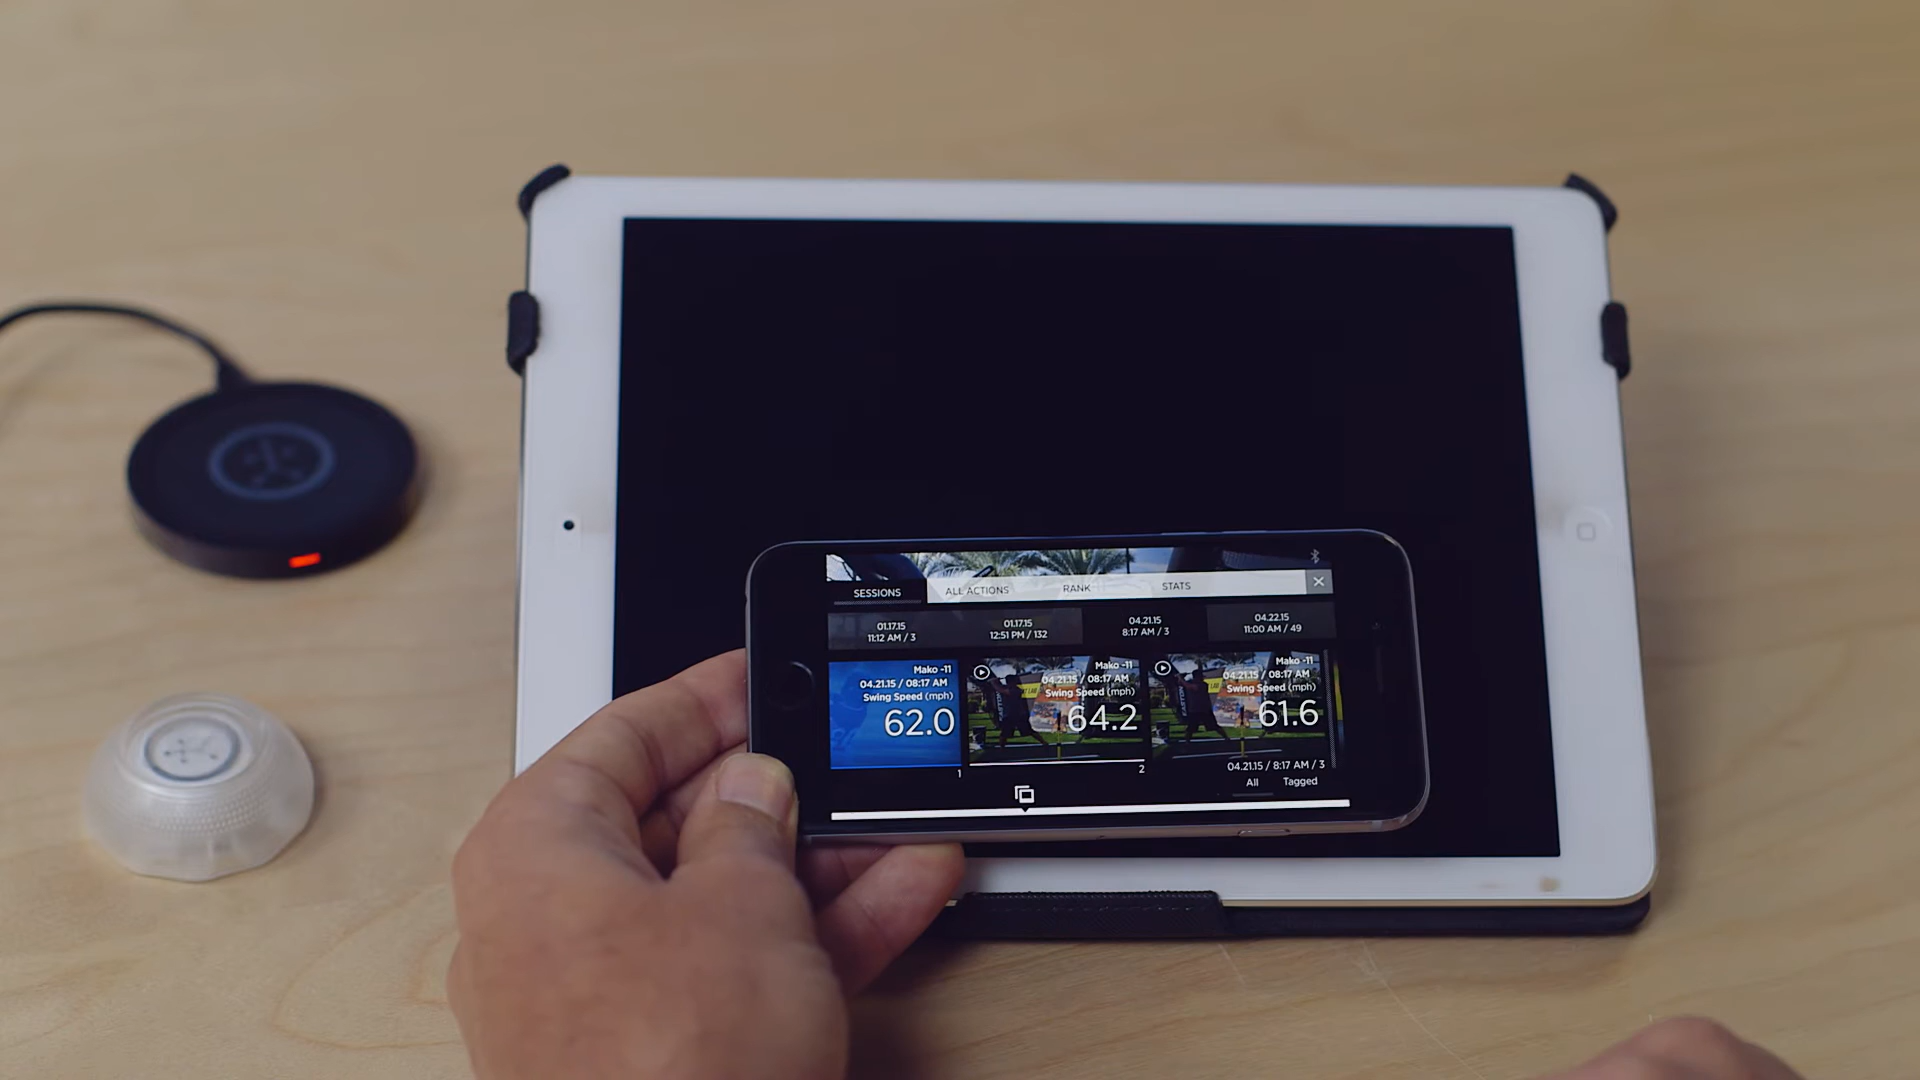 SESSIONS ALL ACTIONS RANK STATS
01.17.15
11:12 AM / 3
01.17.15
12:51 PM / 132
04.21.15
8:17 AM / 3
04.22.15
11:00 AM / 49
Mako -11
04.21.15 / 08:17 AM
Swing Speed (mph)
62.0
1
Mako -11
04.21.15 / 08:17 AM
Swing Speed (mph)
64.2
2
Mako -11
04.21.15 / 08:17 AM
Swing Speed (mph)
61.6
04.21.15 / 8:17 AM / 3
All Tagged